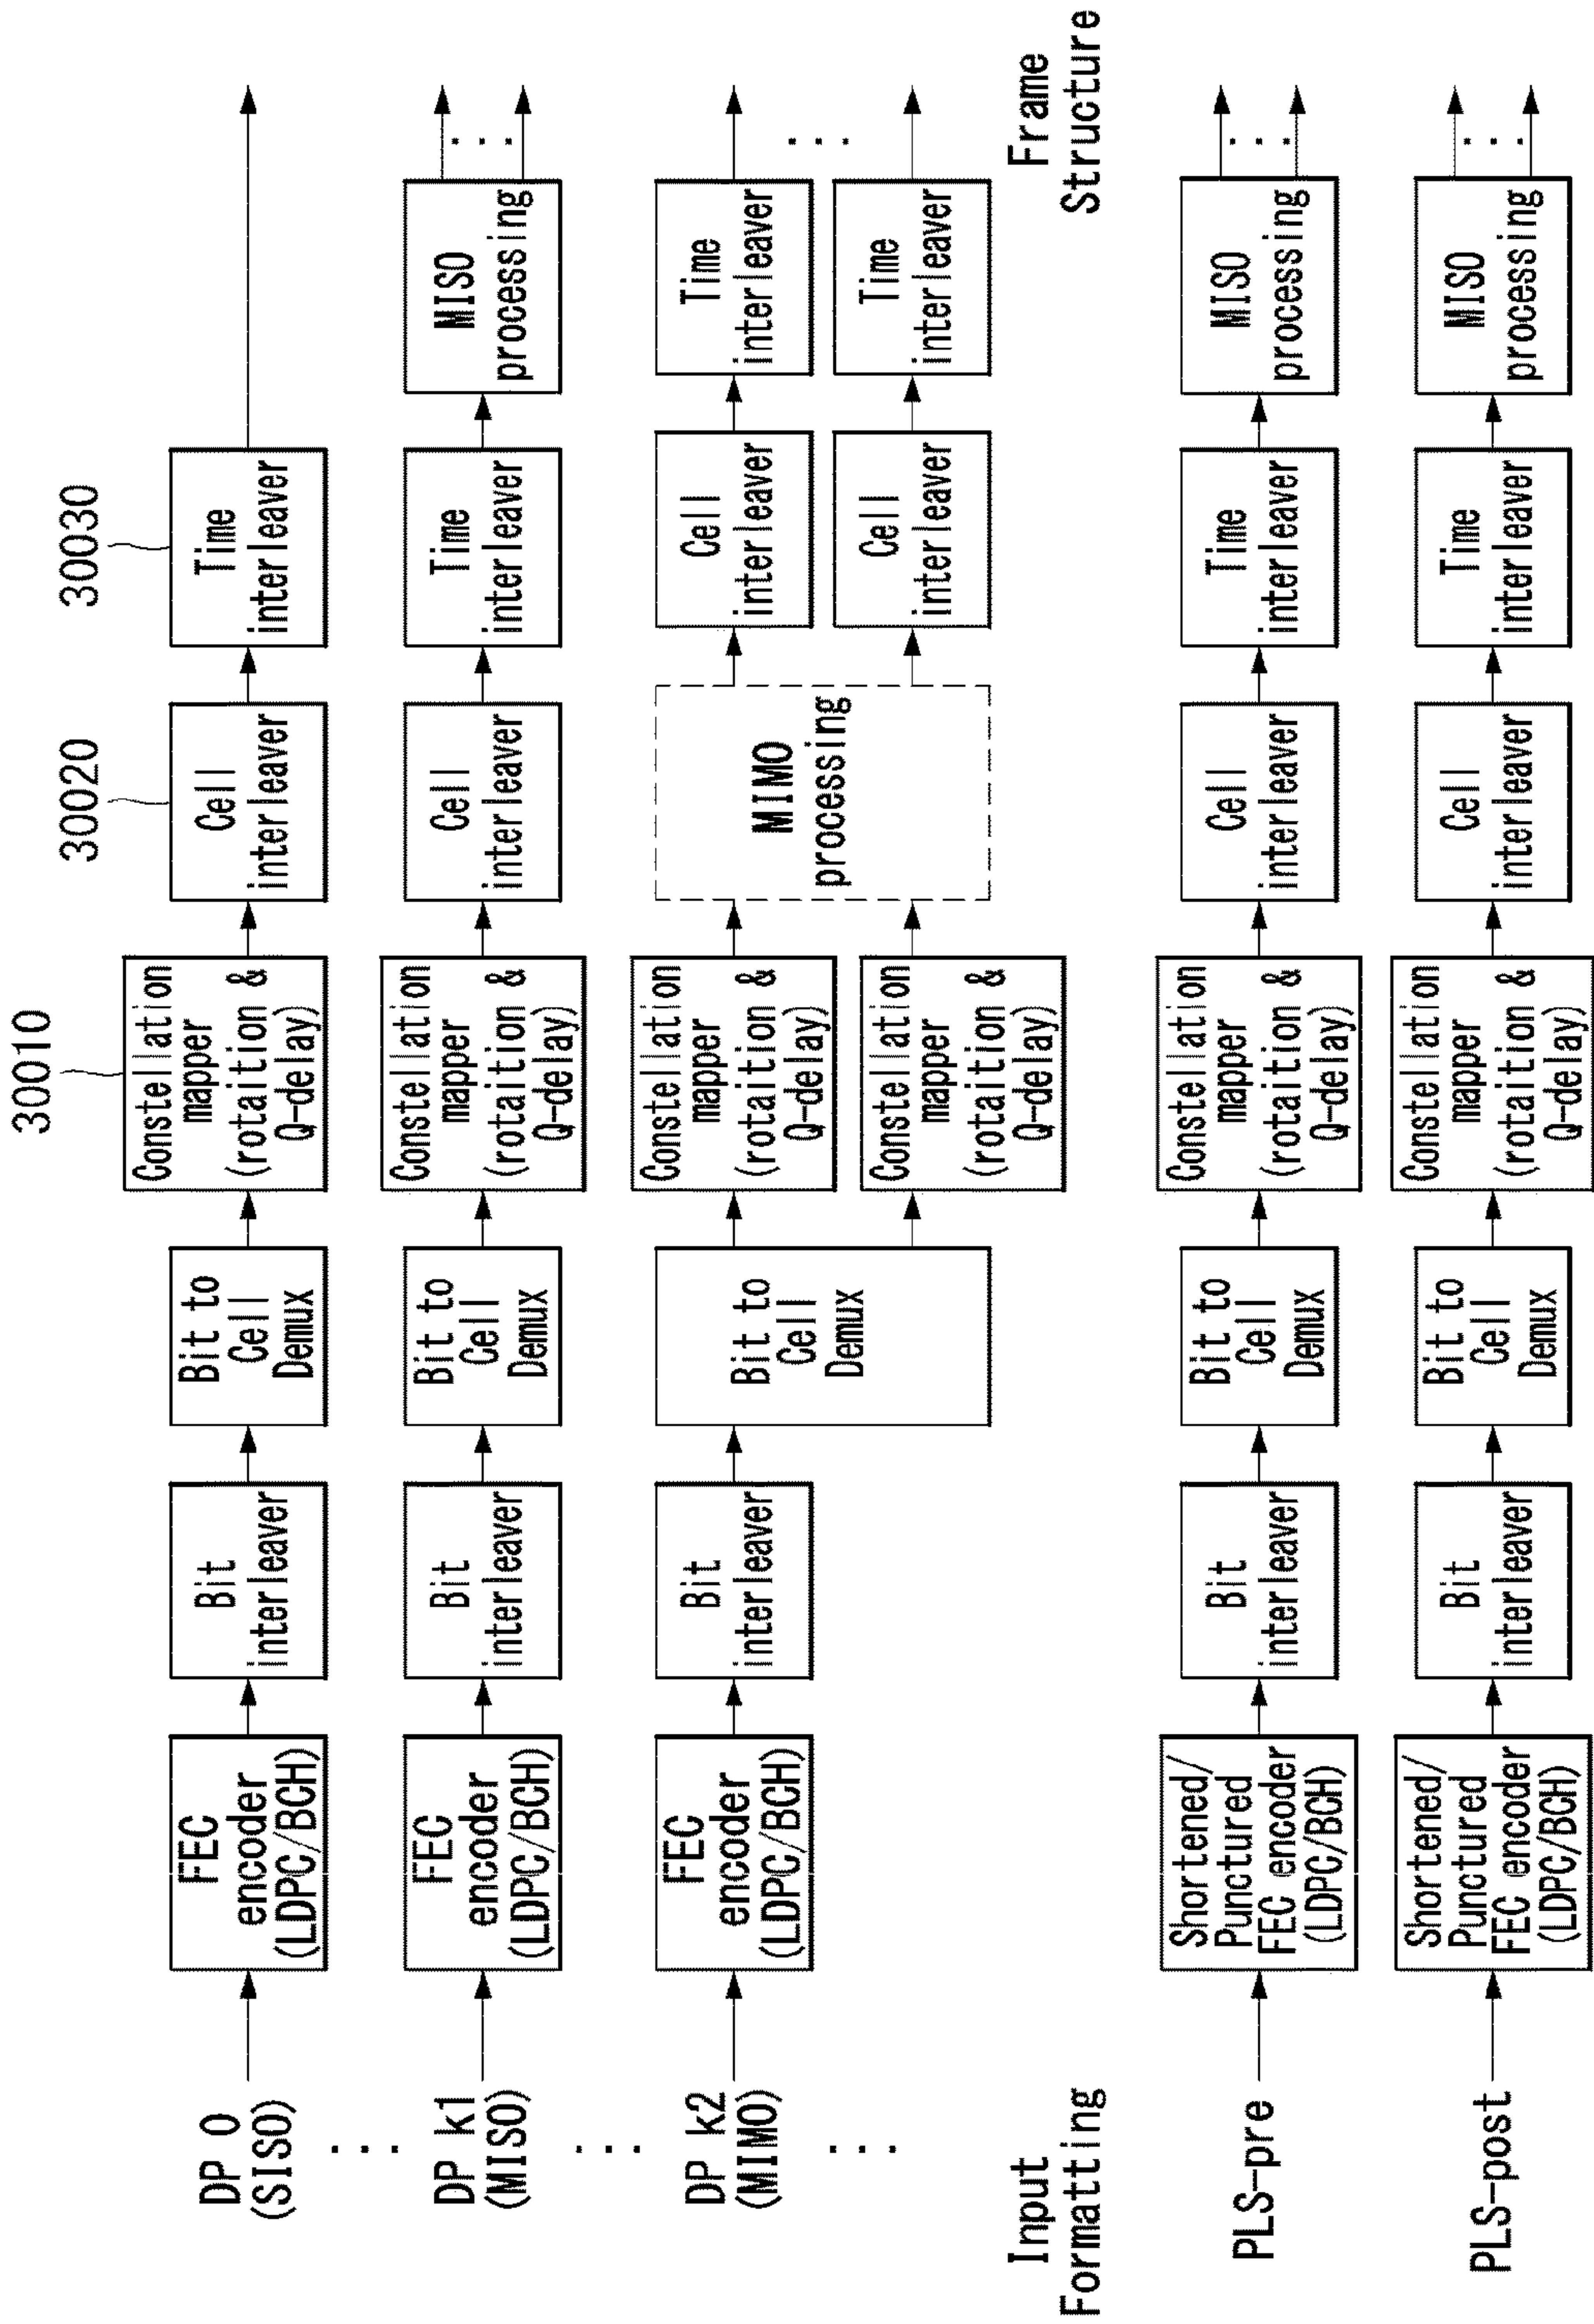 30010
30020
30030
DP 0
(SISO)
FEC
encoder
(LDPC/BCH)
Bit
interleaver
Bit to
Cell
Demux
Constellation
mapper
(rotaition &
Q-delay)
Cell
interleaver
Time
interleaver
...
DP k1
(MISO)
FEC
encoder
(LDPC/BCH)
Bit
interleaver
Bit to
Cell
Demux
Constellation
mapper
(rotaition &
Q-delay)
Cell
interleaver
Time
interleaver
MISO
processing
...
...
DP k2
(MIMO)
FEC
encoder
(LDPC/BCH)
Bit
interleaver
Bit to
Cell
Demux
Constellation
mapper
(rotaition &
Q-delay)
Constellation
mapper
(rotaition &
Q-delay)
MIMO
processing
Cell
interleaver
Time
interleaver
Cell
interleaver
Time
interleaver
...
...
Input
Formatting
Frame
Structure
PLS-pre
Shortened/
Punctured
FEC encoder
(LDPC/BCH)
Bit
interleaver
Bit to
Cell
Demux
Constellation
mapper
(rotaition &
Q-delay)
Cell
interleaver
Time
interleaver
MISO
processing
...
PLS-post
Shortened/
Punctured
FEC encoder
(LDPC/BCH)
Bit
interleaver
Bit to
Cell
Demux
Constellation
mapper
(rotaition &
Q-delay)
Cell
interleaver
Time
interleaver
MISO
processing
...